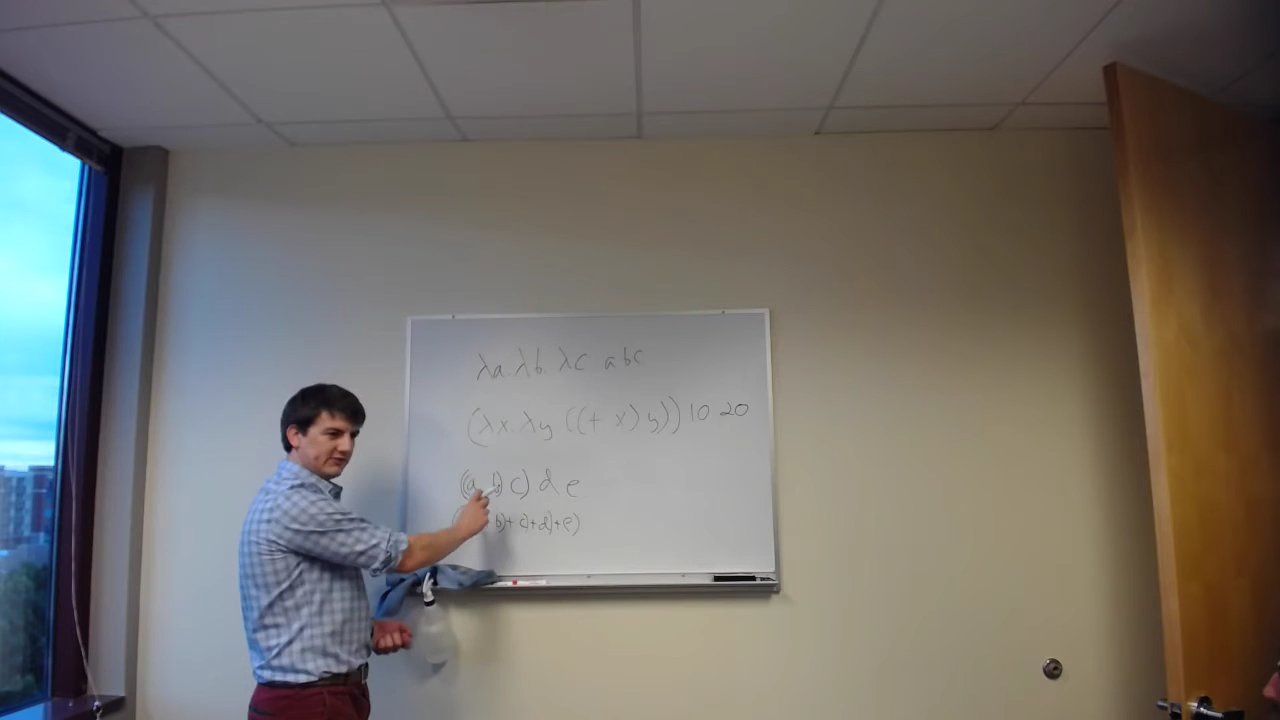 λa. λb. λc abc
(λx. λy ((+ x) y)) 10 20
((a b) c) d e
b)+ c)+d)+e)